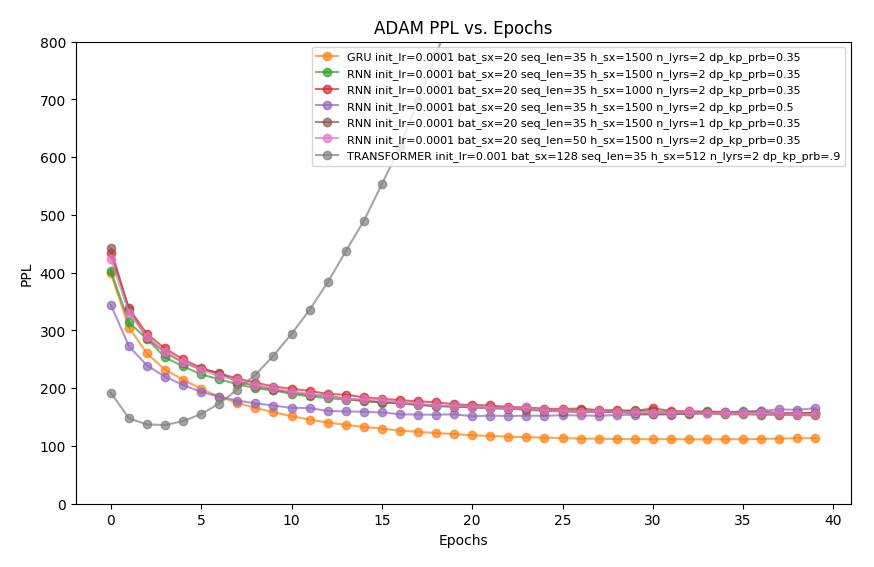 ADAM PPL vs. Epochs
800
700
600
500
400
300
200
100
0
PPL
GRU init_lr=0.0001 bat_sx=20 seq_len=35 h_sx=1500 n_lyrs=2 dp_kp_prb=0.35
RNN init_lr=0.0001 bat_sx=20 seq_len=35 h_sx=1500 n_lyrs=2 dp_kp_prb=0.35
RNN init_lr=0.0001 bat_sx=20 seq_len=35 h_sx=1000 n_lyrs=2 dp_kp_prb=0.35
RNN init_lr=0.0001 bat_sx=20 seq_len=35 h_sx=1500 n_lyrs=2 dp_kp_prb=0.5
RNN init_lr=0.0001 bat_sx=20 seq_len=35 h_sx=1500 n_lyrs=1 dp_kp_prb=0.35
RNN init_lr=0.0001 bat_sx=20 seq_len=50 h_sx=1500 n_lyrs=2 dp_kp_prb=0.35
TRANSFORMER init_lr=0.001 bat_sx=128 seq_len=35 h_sx=512 n_lyrs=2 dp_kp_prb=.9
0 5 10 15 20 25 30 35 40
Epochs